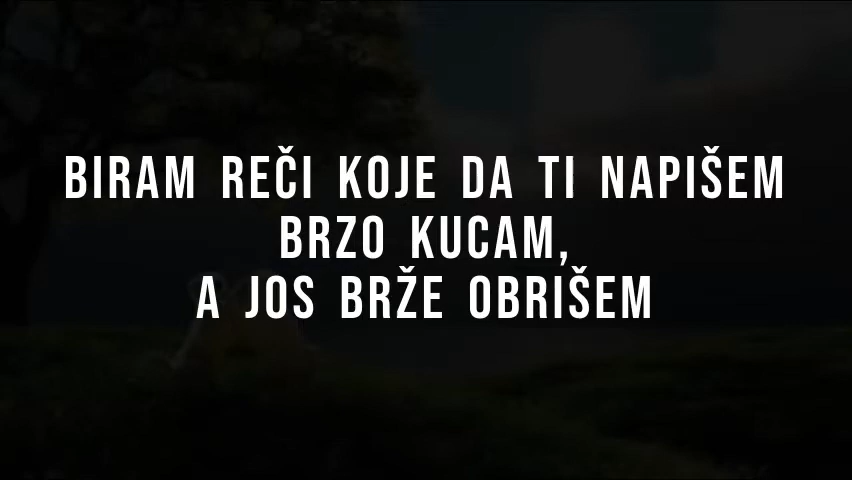 BIRAM REČI KOJE DA TI NAPIŠEM
BRZO KUCAM,
A JOS BRŽE OBRIŠEM